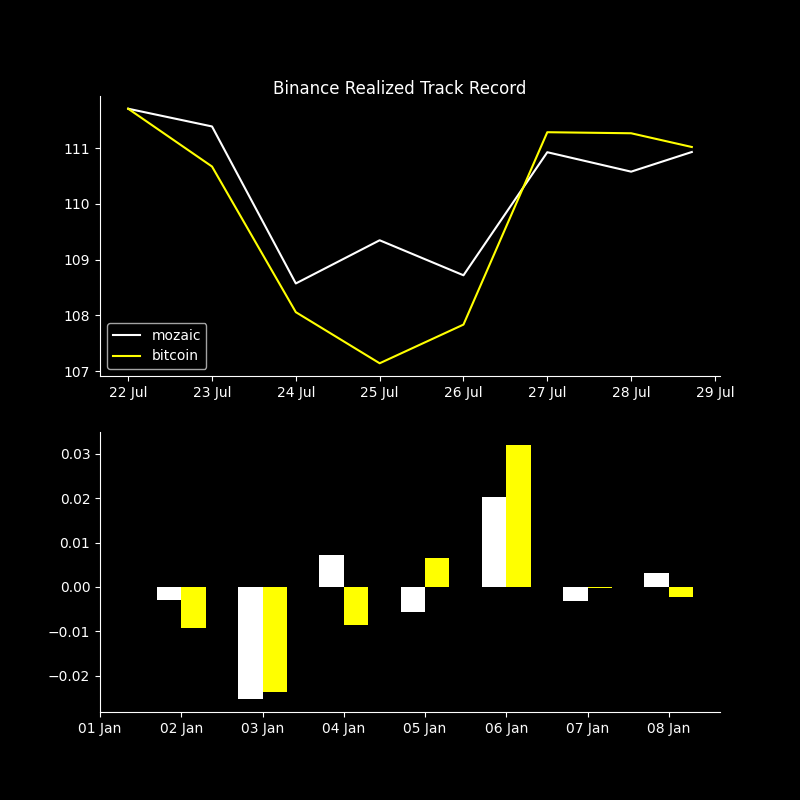 Binance Realized Track Record
111
110
109
108
107
mozaic
bitcoin
22 Jul 23 Jul 24 Jul 25 Jul 26 Jul 27 Jul 28 Jul 29 Jul
0.03
0.02
0.01
0.00
−0.01
−0.02
01 Jan 02 Jan 03 Jan 04 Jan 05 Jan 06 Jan 07 Jan 08 Jan